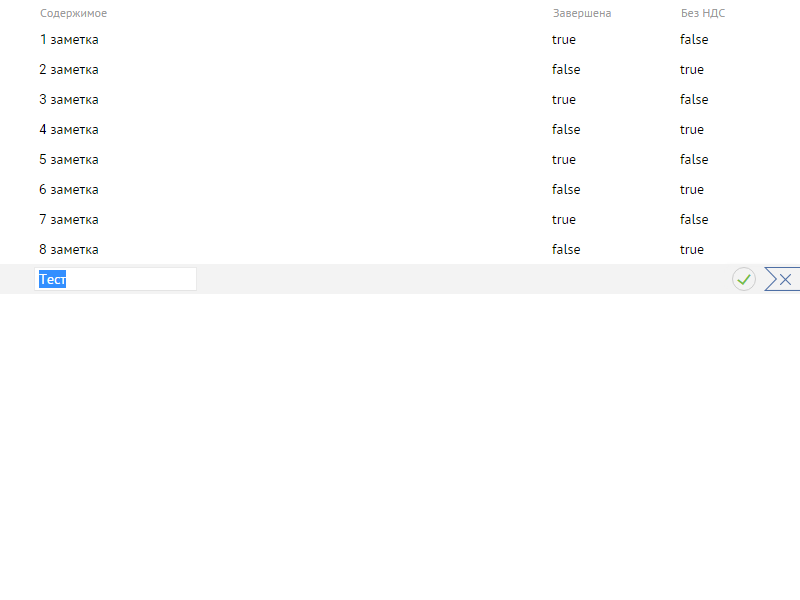 Содержимое Завершена Без НДС
1 заметка true false
2 заметка false true
3 заметка true false
4 заметка false true
5 заметка true false
6 заметка false true
7 заметка true false
8 заметка false true
Тест